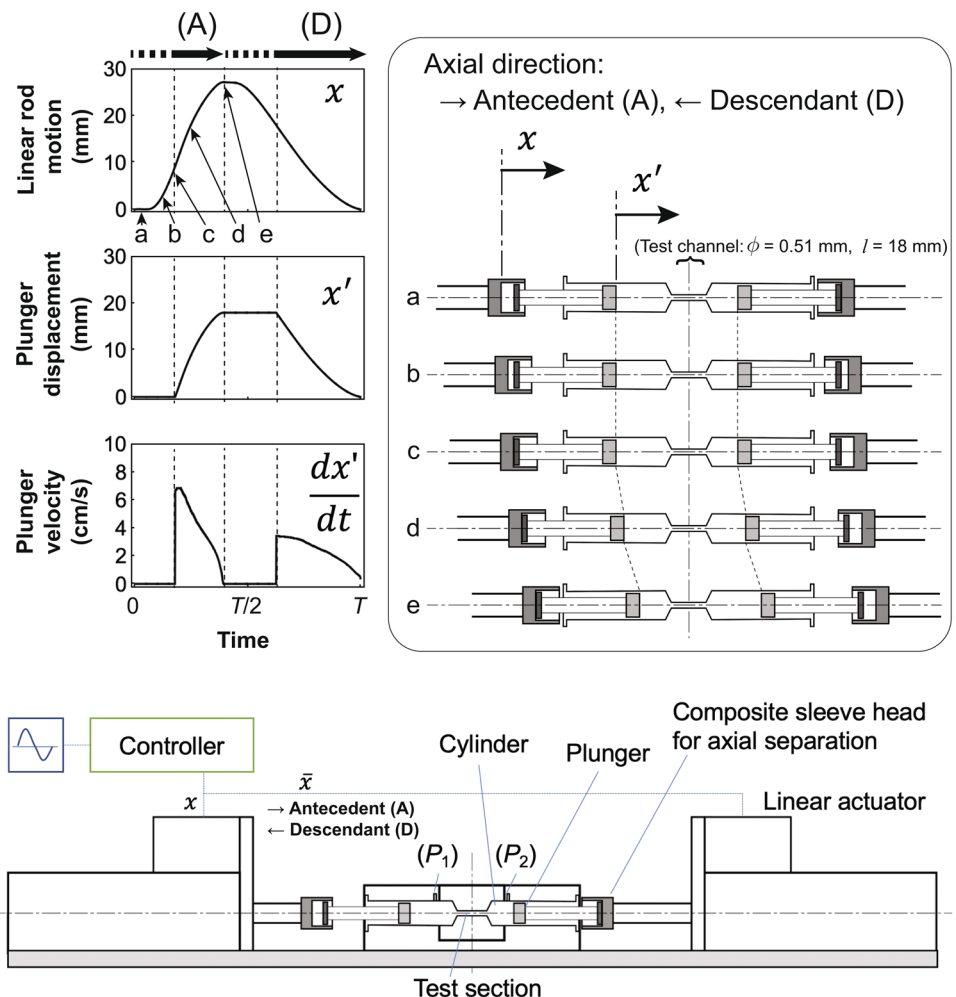 (A)
(D)
Linear rod
motion
(mm)
30
20
10
0
x
a
b
c
d
e
Plunger
displacement
(mm)
30
20
10
0
x′
Plunger
velocity
(cm/s)
10
8
6
4
2
0
dx'
dt
0
T/2
T
Time
Axial direction:
→ Antecedent (A), ← Descendant (D)
x
x′
(Test channel: ϕ = 0.51 mm, l = 18 mm)
a
b
c
d
e
Controller
x
x̄
→ Antecedent (A)
← Descendant (D)
Cylinder
Plunger
Composite sleeve head
for axial separation
Linear actuator
(P₁)
(P₂)
Test section